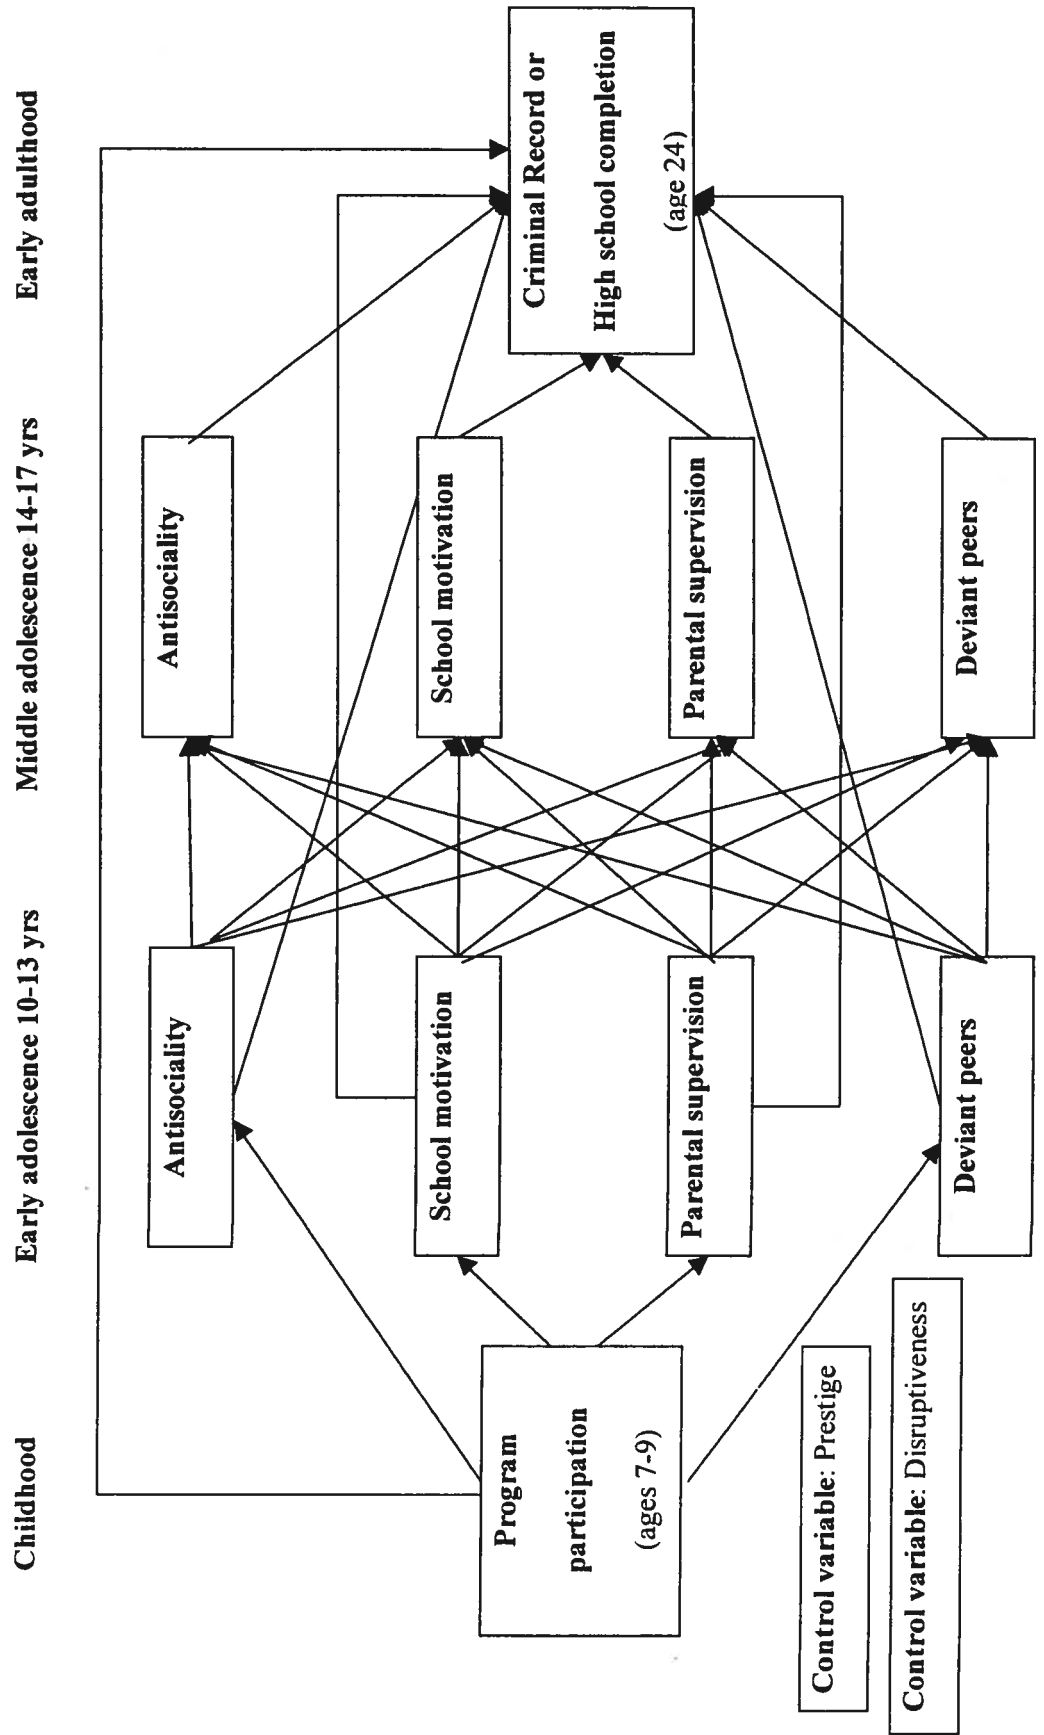 Childhood
Early adolescence 10-13 yrs
Middle adolescence 14-17 yrs
Early adulthood
Program
participation
(ages 7-9)
Antisociality
School motivation
Parental supervision
Deviant peers
Antisociality
School motivation
Parental supervision
Deviant peers
Criminal Record or
High school completion
(age 24)
Control variable: Prestige
Control variable: Disruptiveness